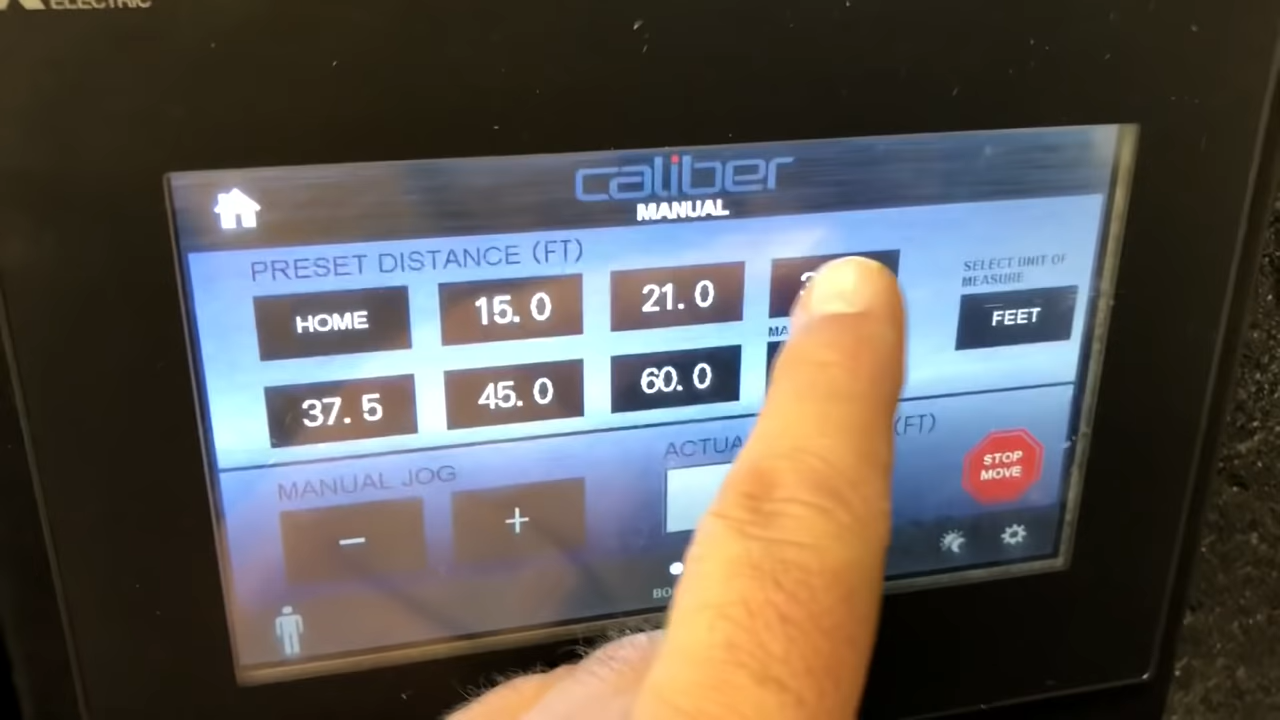 ELECTRIC
caliber
MANUAL
PRESET DISTANCE (FT)
HOME
15.0
21.0
SELECT UNIT OF
MEASURE
FEET
37.5
45.0
60.0
MANUAL JOG
-
+
(FT)
STOP
MOVE